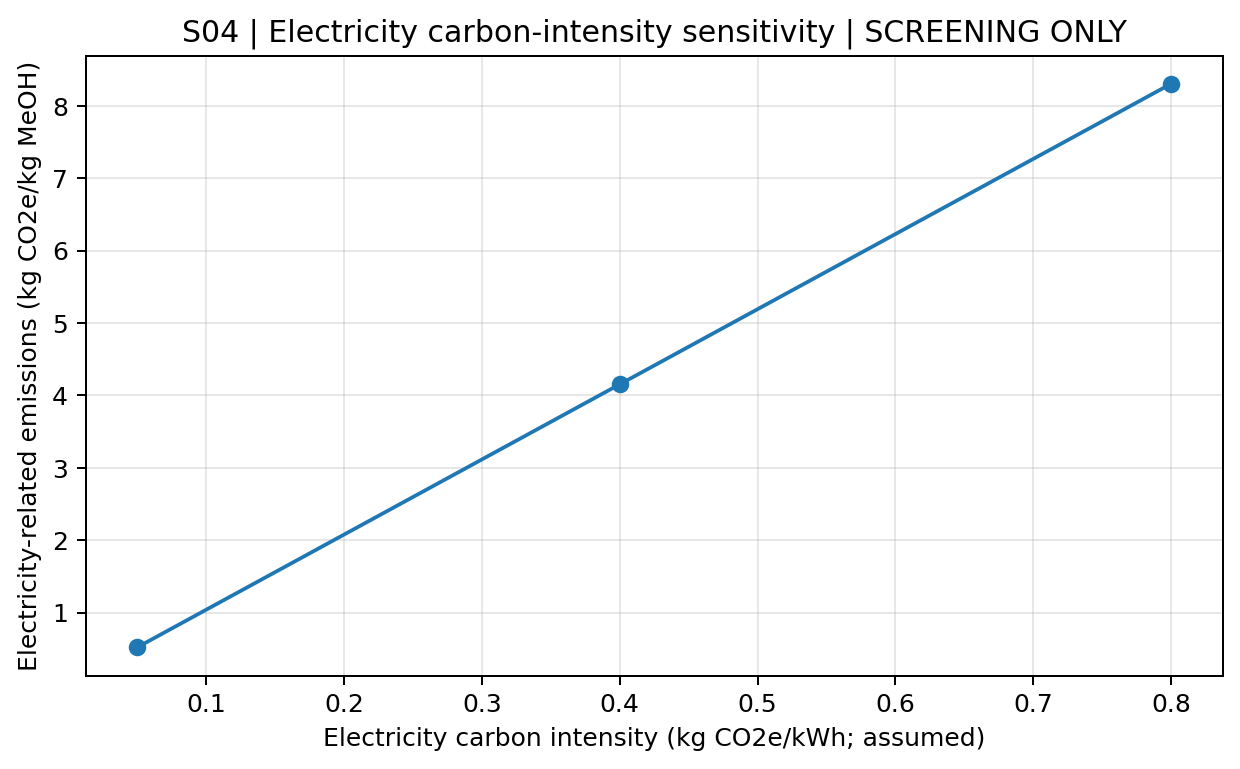 S04 | Electricity carbon-intensity sensitivity | SCREENING ONLY
Electricity-related emissions (kg CO2e/kg MeOH)
8
7
6
5
4
3
2
1
0.1 0.2 0.3 0.4 0.5 0.6 0.7 0.8
Electricity carbon intensity (kg CO2e/kWh; assumed)